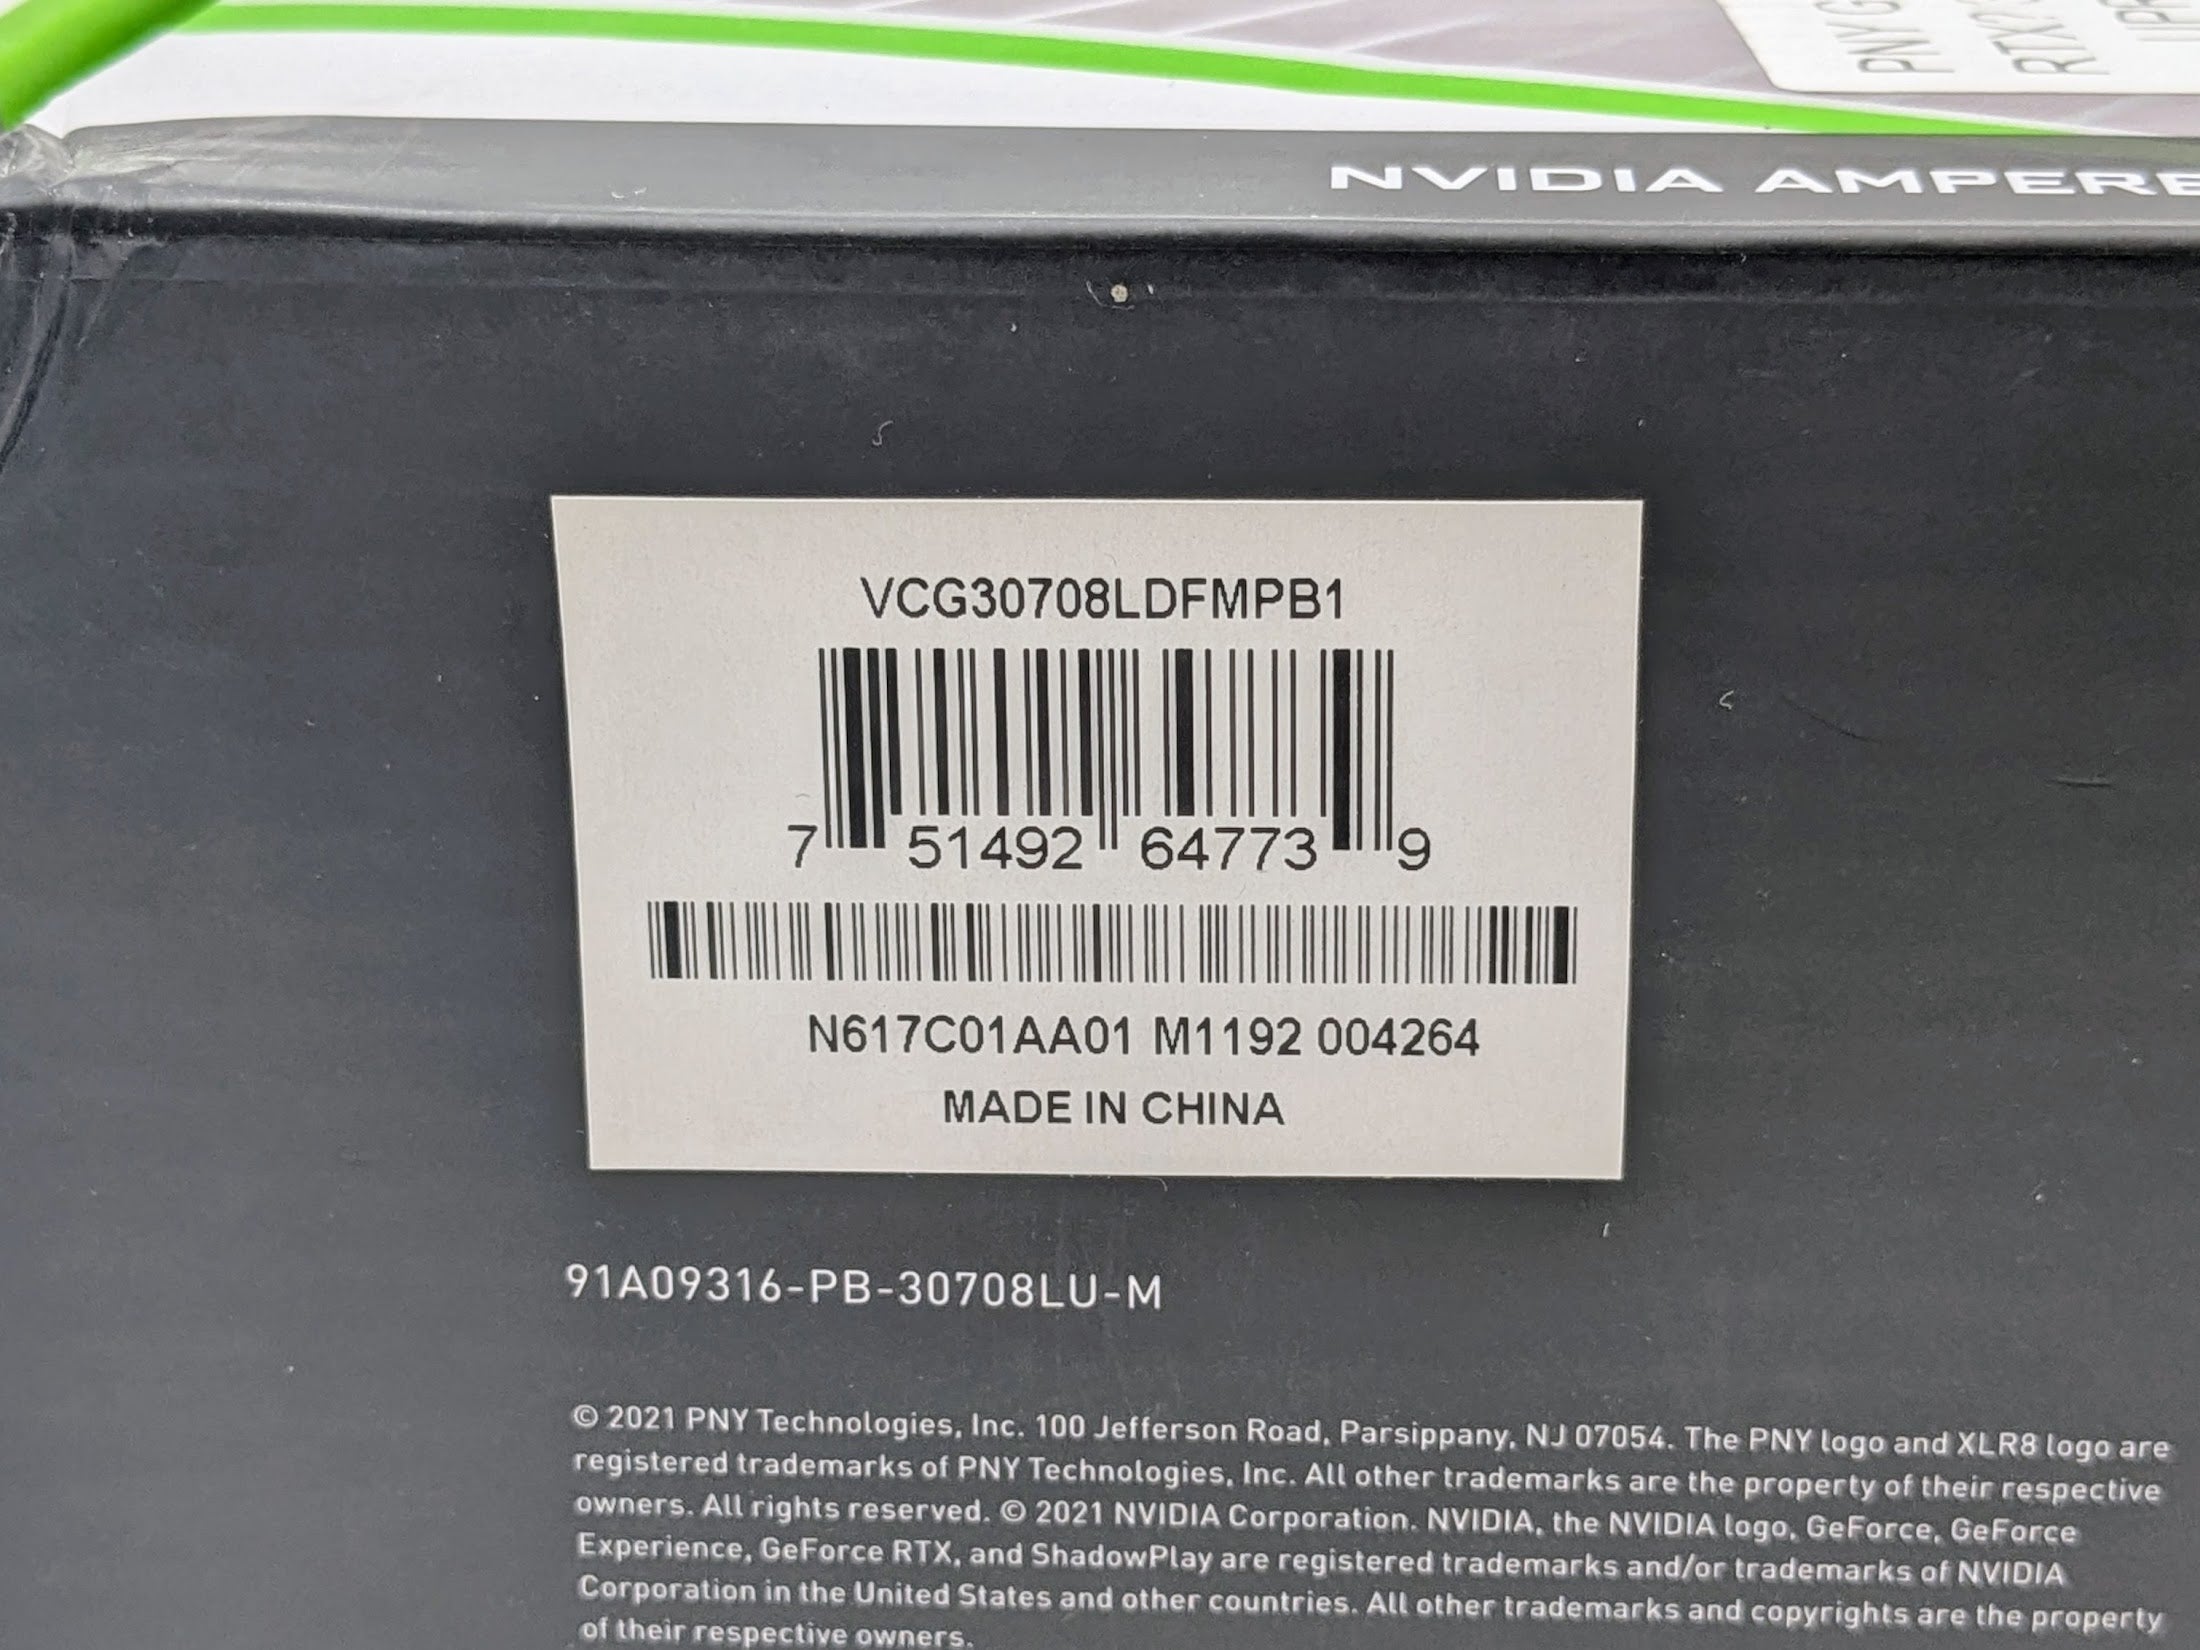 PNY G
RTX
NVIDIA AMPERE
VCG30708LDFMPB1
7 51492 64773 9
N617C01AA01 M1192 004264
MADE IN CHINA
91A09316-PB-30708LU-M
© 2021 PNY Technologies, Inc. 100 Jefferson Road, Parsippany, NJ 07054. The PNY logo and XLR8 logo are
registered trademarks of PNY Technologies, Inc. All other trademarks are the property of their respective
owners. All rights reserved. © 2021 NVIDIA Corporation. NVIDIA, the NVIDIA logo, GeForce, GeForce
Experience, GeForce RTX, and ShadowPlay are registered trademarks and/or trademarks of NVIDIA
Corporation in the United States and other countries. All other trademarks and copyrights are the property
of their respective owners.